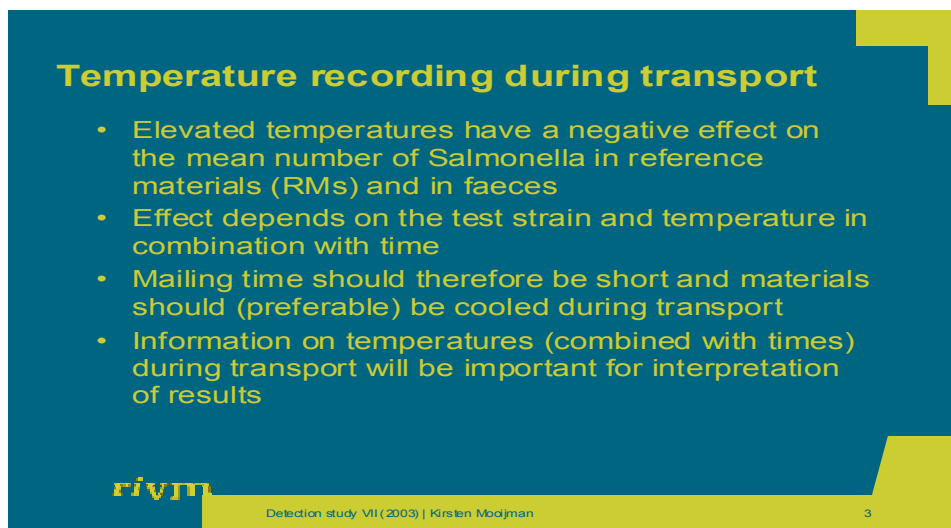 Temperature recording during transport
• Elevated temperatures have a negative effect on
the mean number of Salmonella in reference
materials (RMs) and in faeces
• Effect depends on the test strain and temperature in
combination with time
• Mailing time should therefore be short and materials
should (preferable) be cooled during transport
• Information on temperatures (combined with times)
during transport will be important for interpretation
of results
rivm
Detection study VII (2003) | Kirsten Mooijman
3